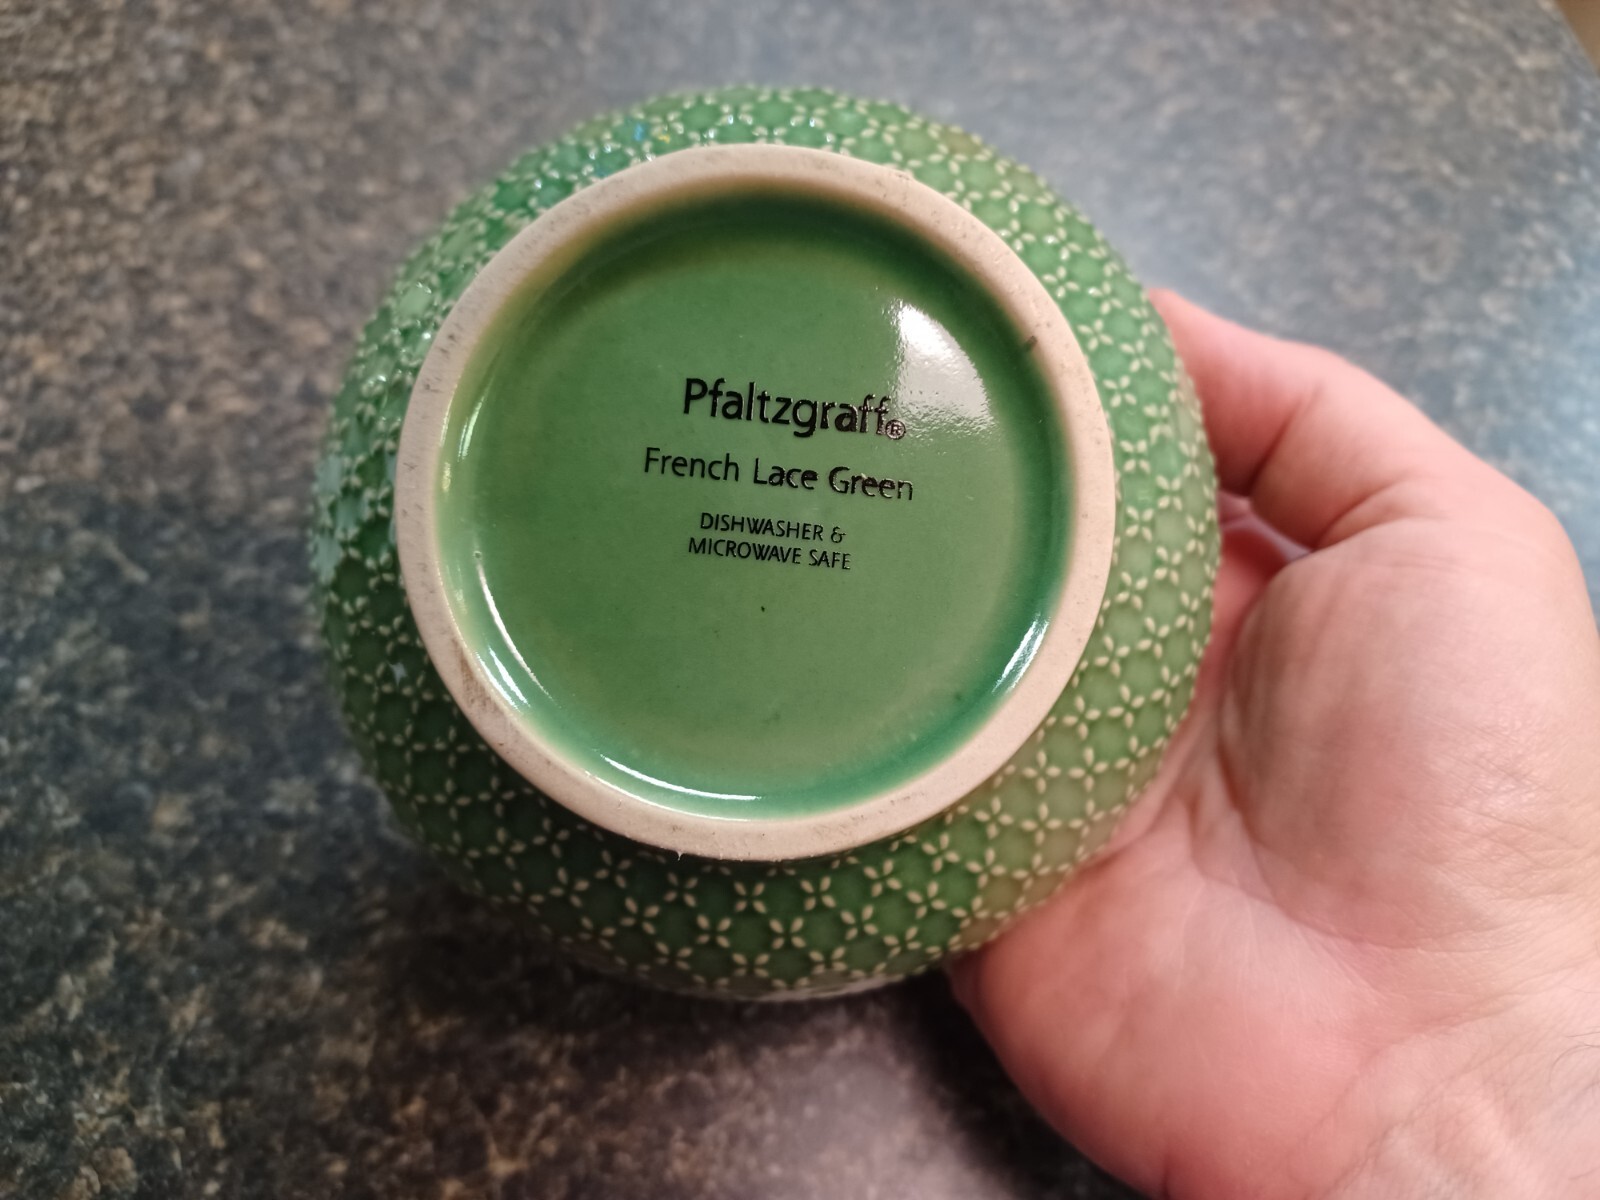 Pfaltzgraff®
French Lace Green
DISHWASHER &
MICROWAVE SAFE